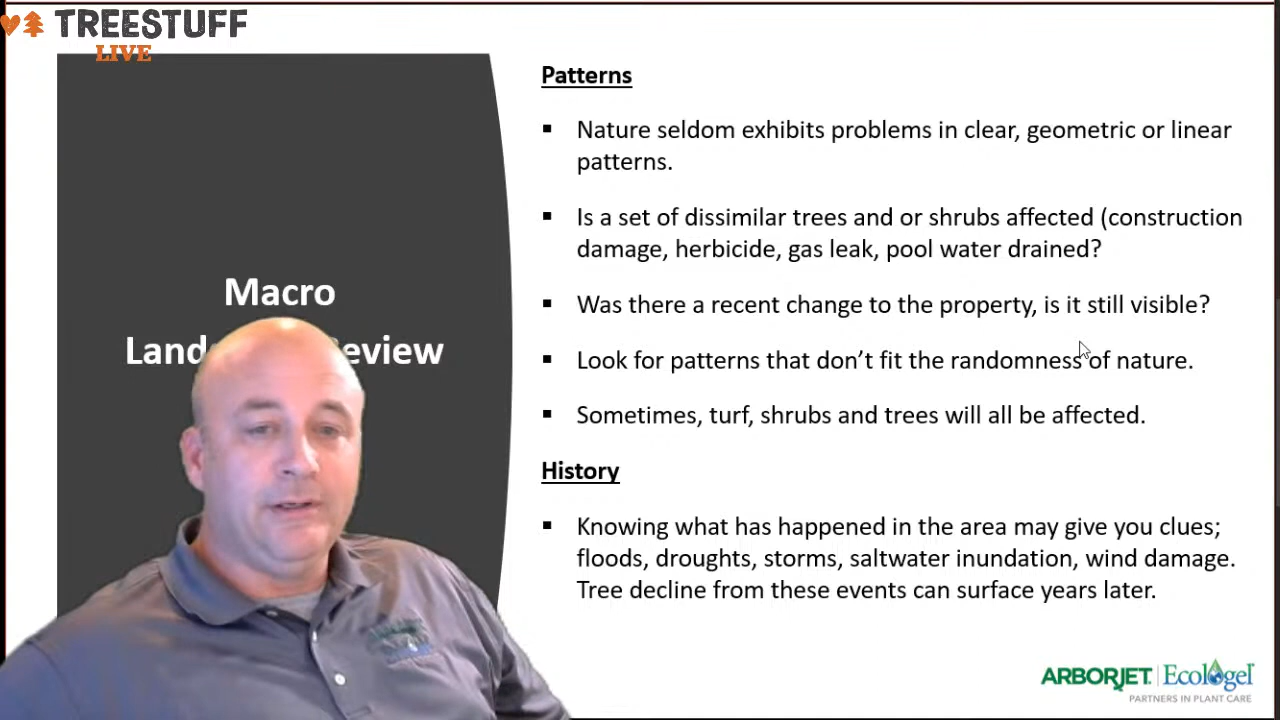 TREESTUFF
LIVE
Macro
Land eview
Patterns
▪ Nature seldom exhibits problems in clear, geometric or linear
patterns.
▪ Is a set of dissimilar trees and or shrubs affected (construction
damage, herbicide, gas leak, pool water drained?
▪ Was there a recent change to the property, is it still visible?
▪ Look for patterns that don't fit the randomness of nature.
▪ Sometimes, turf, shrubs and trees will all be affected.
History
▪ Knowing what has happened in the area may give you clues;
floods, droughts, storms, saltwater inundation, wind damage.
Tree decline from these events can surface years later.
ARBORJET | Ecologel
PARTNERS IN PLANT CARE